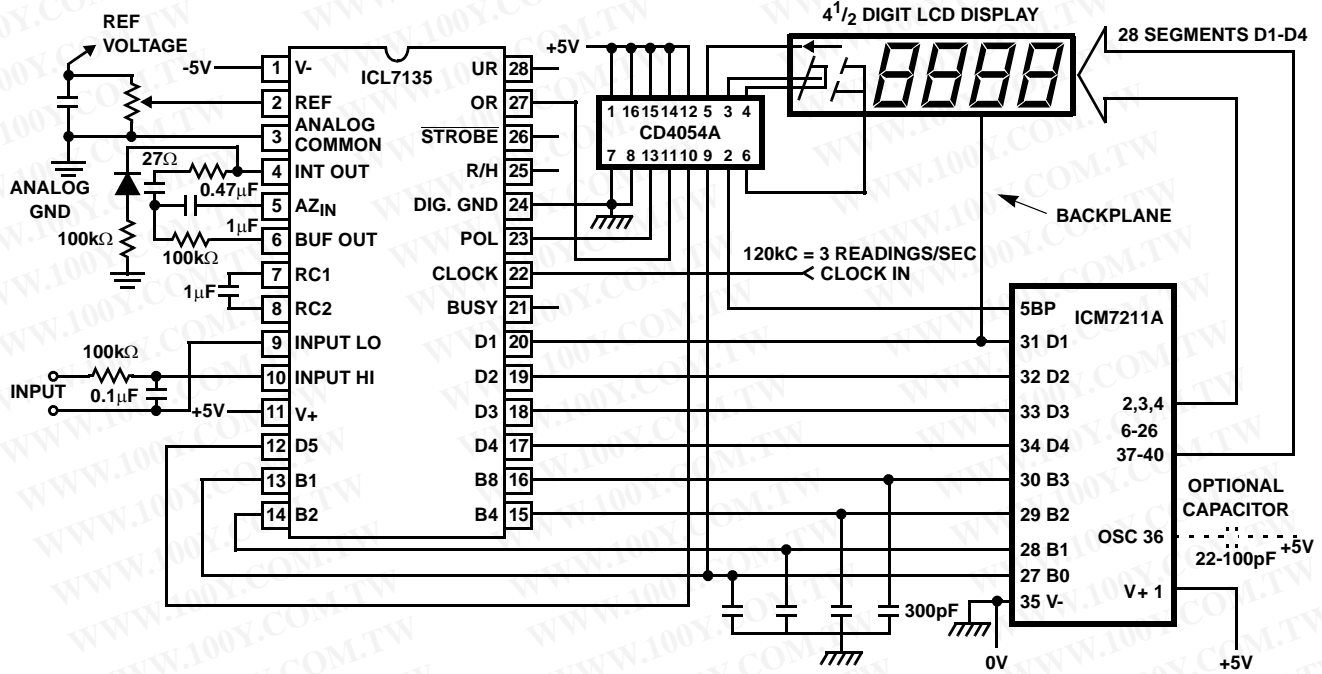 4 1/2 DIGIT LCD DISPLAY
REF
VOLTAGE
28 SEGMENTS D1-D4
-5V
1 V-
ICL7135
UR 28
+5V
2 REF
OR 27
3 ANALOG
COMMON
STROBE 26
1 16 15 14 12 5 3 4
CD4054A
7 8 13 11 10 9 2 6
ANALOG
GND
27Ω
0.47µF
4 INT OUT
R/H 25
5 AZIN
DIG. GND 24
100kΩ
1µF
100kΩ
6 BUF OUT
POL 23
BACKPLANE
7 RC1
CLOCK 22
120kC = 3 READINGS/SEC
CLOCK IN
1µF
8 RC2
BUSY 21
5BP
ICM7211A
9 INPUT LO
D1 20
31 D1
INPUT
100kΩ
0.1µF
10 INPUT HI
D2 19
32 D2
+5V
11 V+
D3 18
33 D3
2,3,4
6-26
37-40
12 D5
D4 17
34 D4
13 B1
B8 16
30 B3
14 B2
B4 15
29 B2
OPTIONAL
CAPACITOR
28 B1
OSC 36
22-100pF
+5V
27 B0
300pF
35 V-
V+ 1
0V
+5V
WWW.100Y.COM.TW